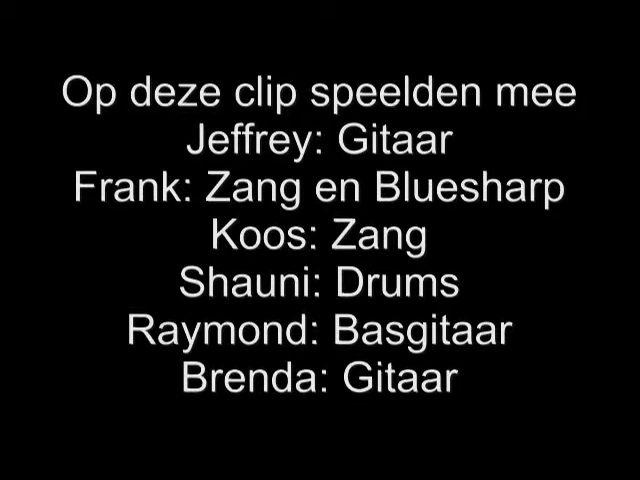 Op deze clip speelden mee
Jeffrey: Gitaar
Frank: Zang en Bluesharp
Koos: Zang
Shauni: Drums
Raymond: Basgitaar
Brenda: Gitaar